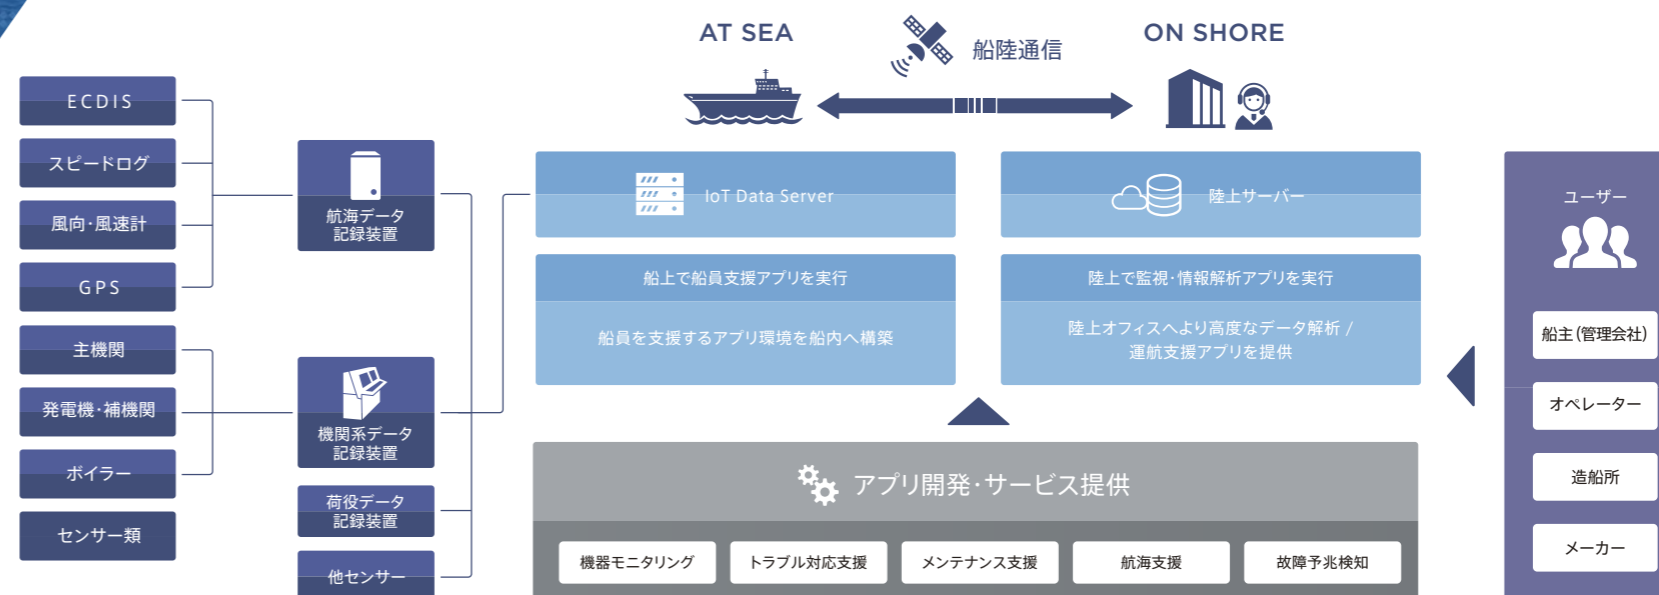 AT SEA
船陸通信
ON SHORE
ECDIS
スピードログ
風向・風速計
GPS
主機関
発電機・補機関
ボイラー
センサー類
航海データ
記録装置
機関系データ
記録装置
荷役データ
記録装置
他センサー
IoT Data Server
船上で船員支援アプリを実行
船員を支援するアプリ環境を船内へ構築
陸上サーバー
陸上で監視・情報解析アプリを実行
陸上オフィスへより高度なデータ解析 /
運航支援アプリを提供
アプリ開発・サービス提供
機器モニタリング
トラブル対応支援
メンテナンス支援
航海支援
故障予兆検知
ユーザー
船主(管理会社)
オペレーター
造船所
メーカー